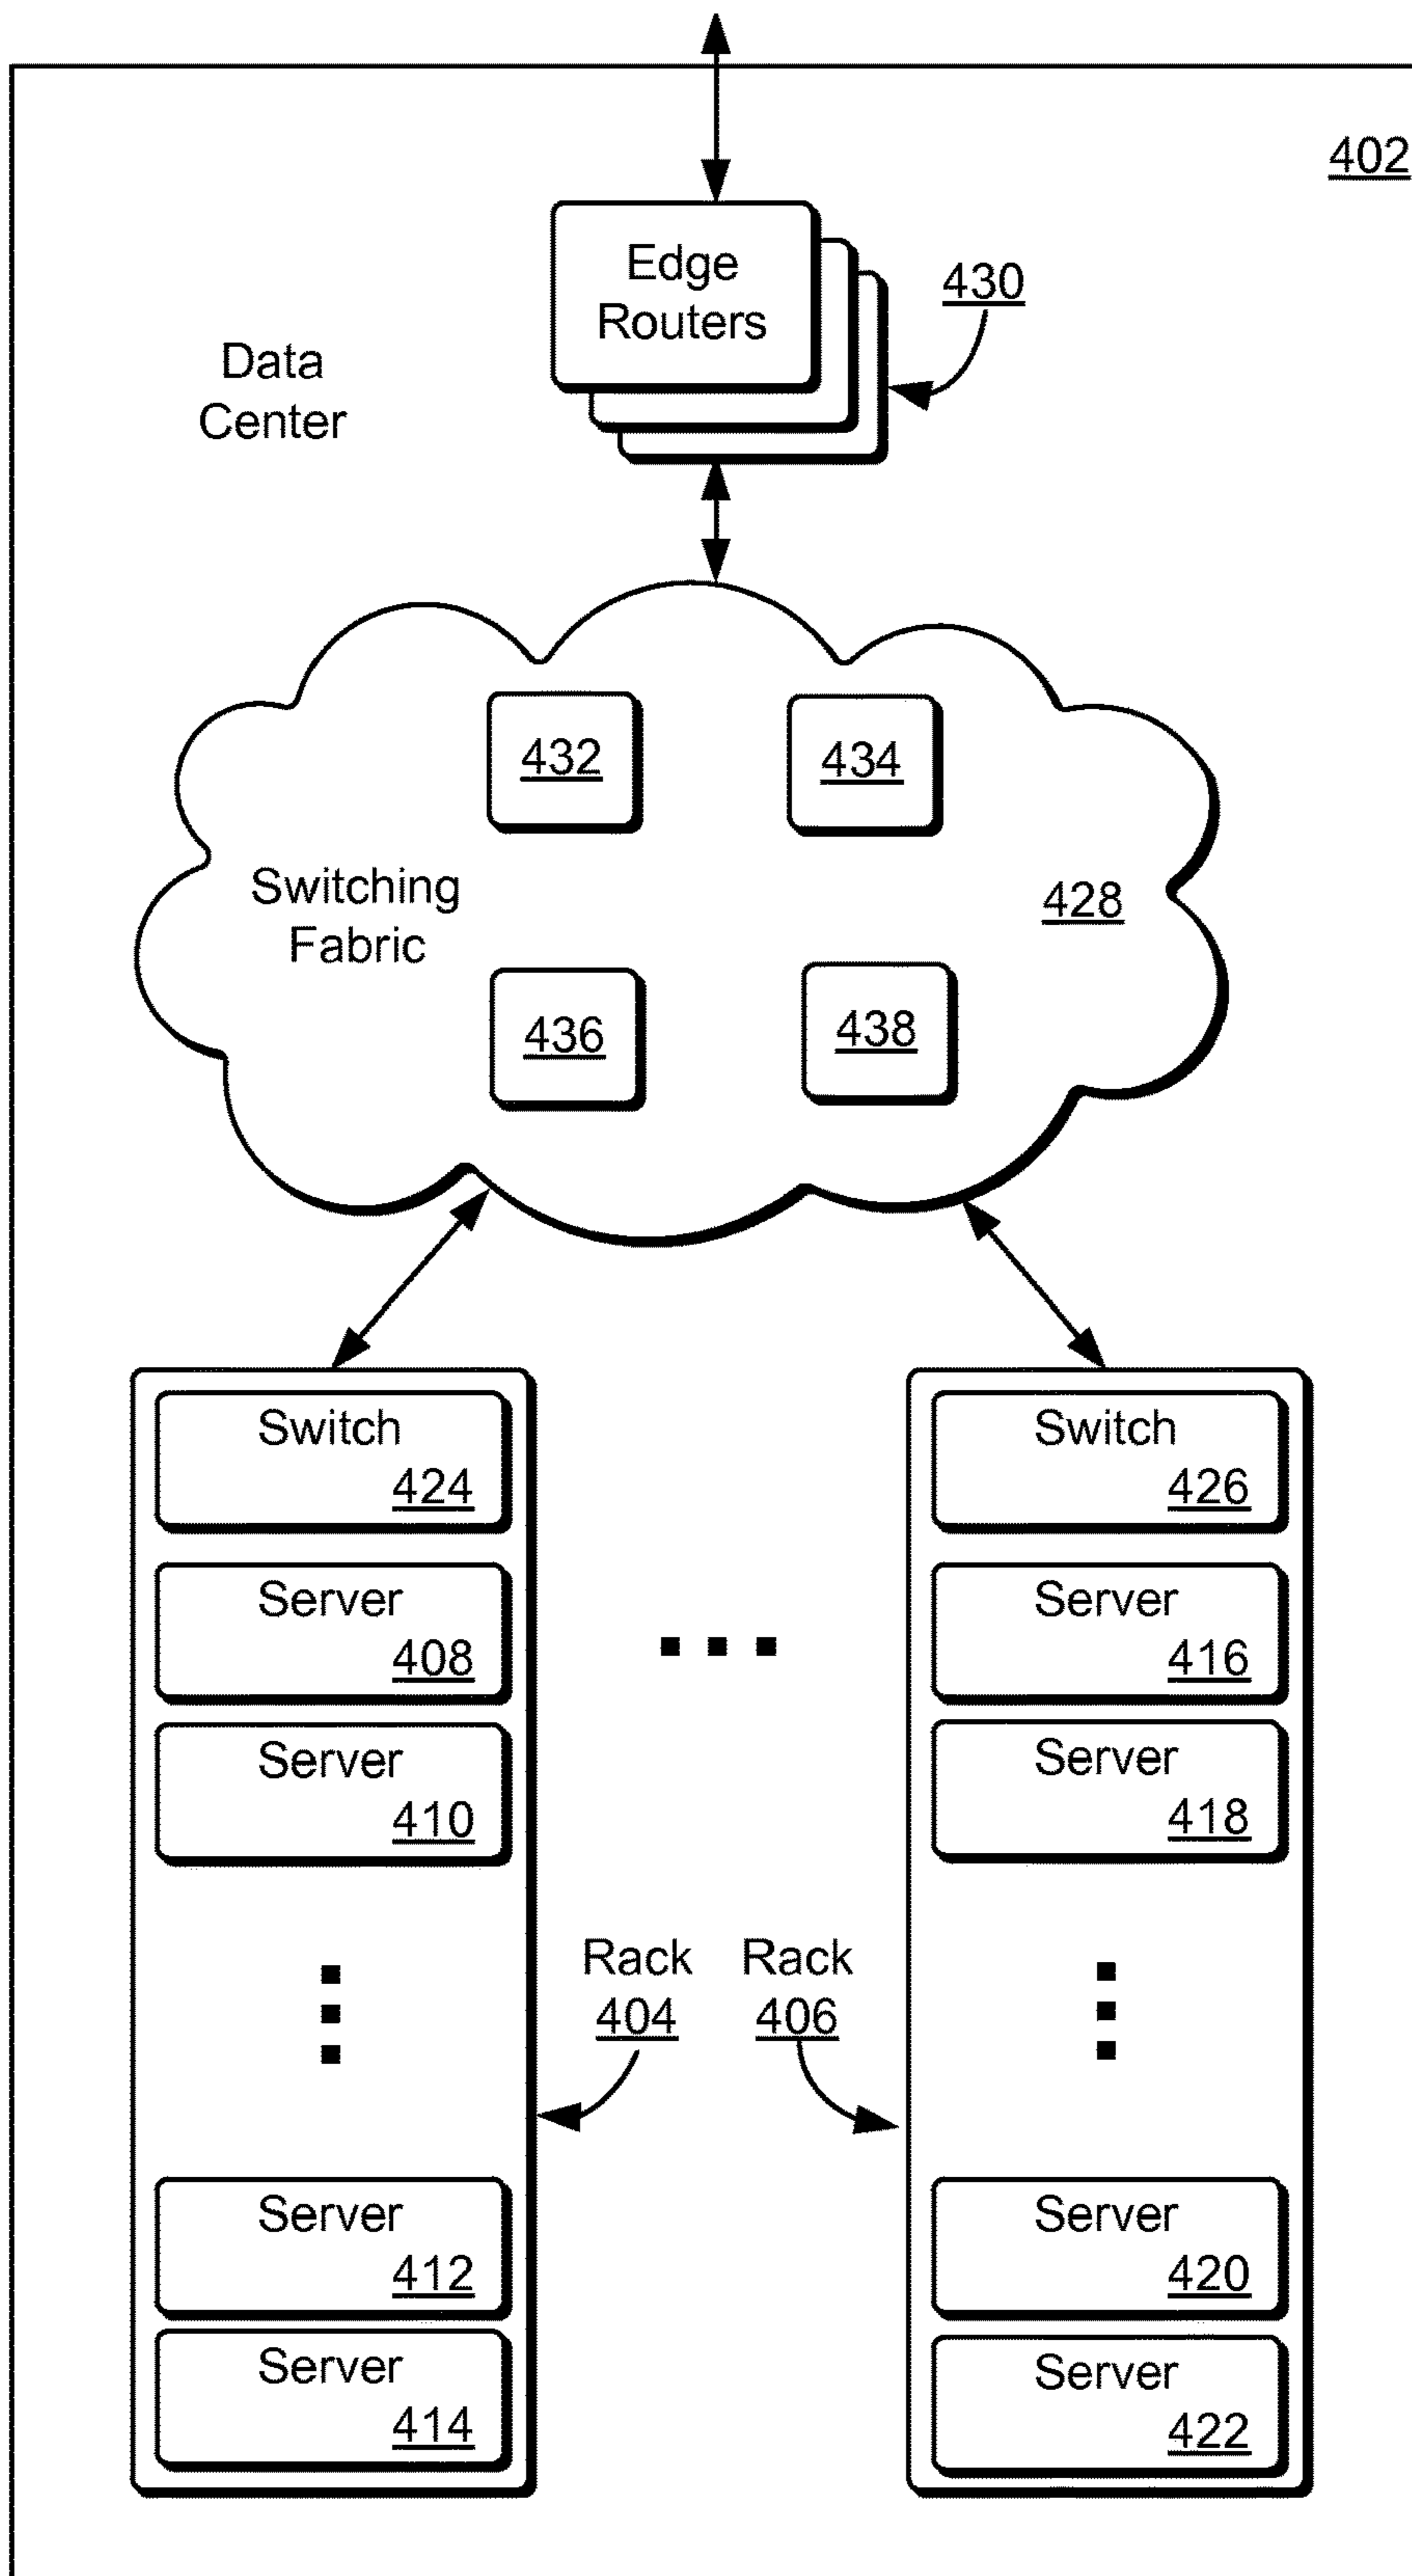 402
Edge
Routers
430
Data
Center
432
434
Switching
Fabric
428
436
438
Switch
424
Server
408
Server
410
Server
412
Server
414
Rack
404
Rack
406
Switch
426
Server
416
Server
418
Server
420
Server
422